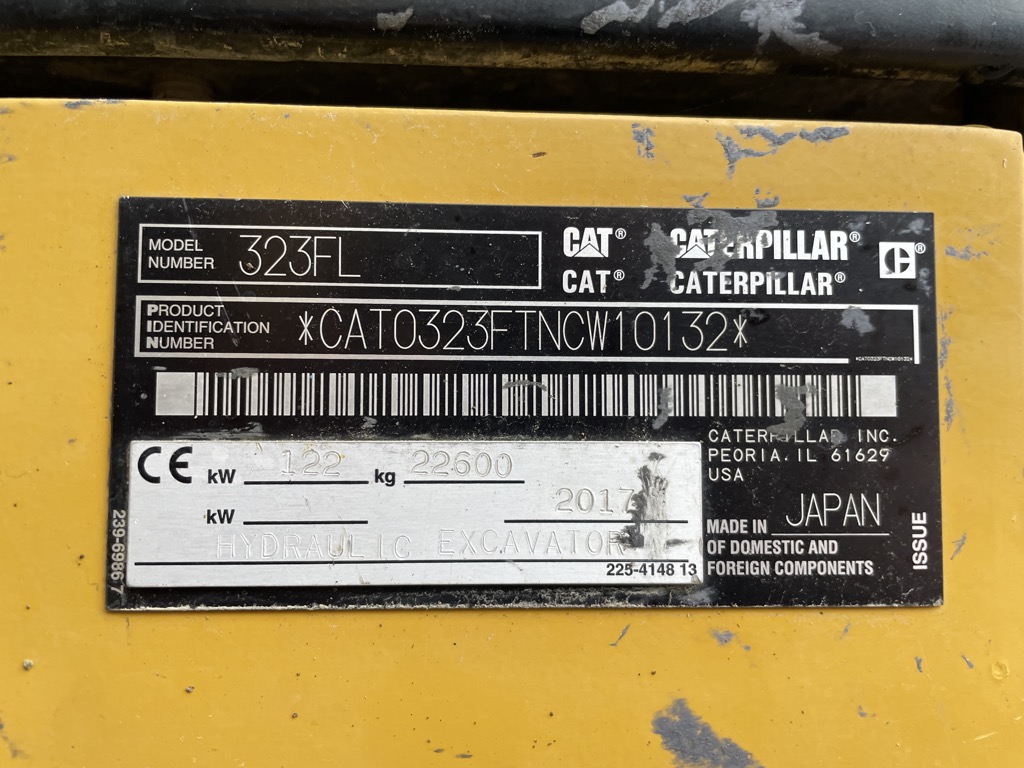 MODEL NUMBER 323FL
CAT® CATERPILLAR®
CAT® CATERPILLAR®
PRODUCT IDENTIFICATION NUMBER *CAT0323FTNCW10132*
*CAT0323FTNCW10132*
CATERPILLAR INC.
PEORIA, IL 61629
USA
CE kW 122 kg 22600
kW 2017
HYDRAULIC EXCAVATOR
225-4148 13
MADE IN JAPAN
OF DOMESTIC AND
FOREIGN COMPONENTS
239-6986 7
ISSUE